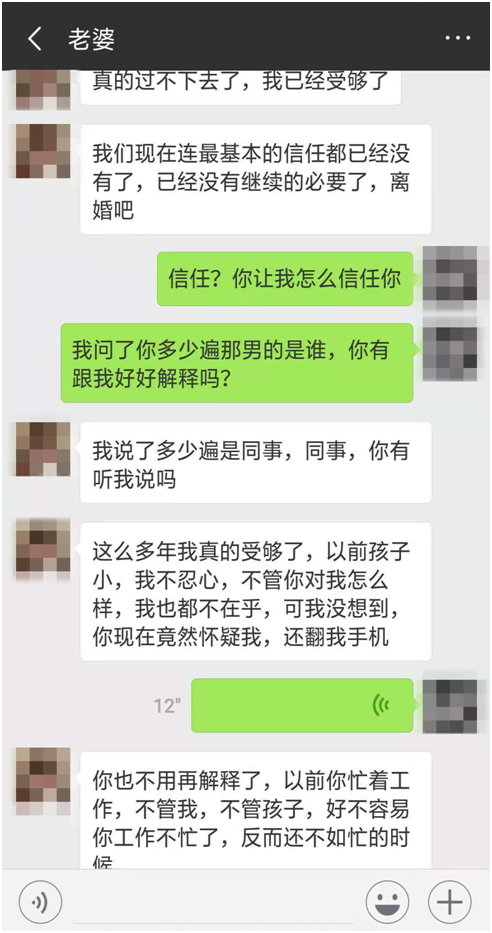 老婆
真的过不下去了，我已经受够了
我们现在连最基本的信任都已经没
有了，已经没有继续的必要了，离
婚吧
信任？你让我怎么信任你
我问了你多少遍那男的是谁，你有
跟我好好解释吗？
我说了多少遍是同事，同事，你有
听我说吗
这么多年我真的受够了，以前孩子
小，我不忍心，不管你对我怎么
样，我也都不在乎，可我没想到，
你现在竟然怀疑我，还翻我手机
12"
你也不用再解释了，以前你忙着工
作，不管我，不管孩子，好不容易
你工作不忙了，反而还不如忙的时
候